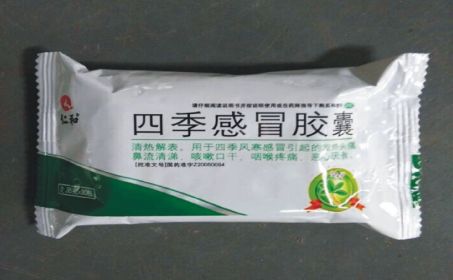 请仔细阅读说明书并按说明使用或在药师指导下购买和使用
仁和
四季感冒胶囊
清热解表。用于四季风寒感冒引起的发热头痛
鼻流清涕、咳嗽口干、咽喉疼痛、恶心厌食。
[批准文号]国药准字Z20060094